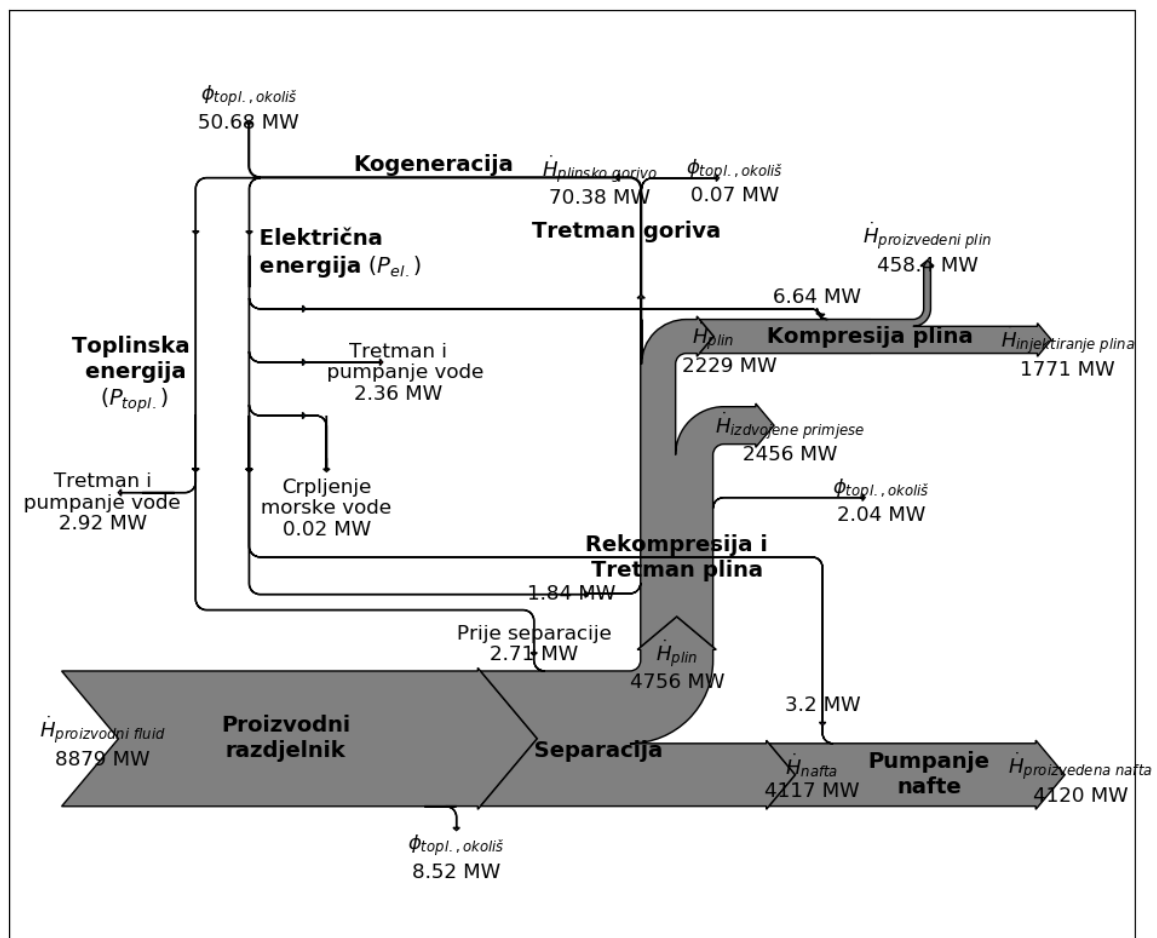 ϕtopl.,okoliš
50.68 MW
Kogeneracija
Ḣplinsko gorivo
70.38 MW
ϕtopl.,okoliš
0.07 MW
Tretman goriva
Električna
energija (Pel.)
Ḣproizvedeni plin
458.4 MW
6.64 MW
Toplinska
energija
(Ptopl.)
Tretman i
pumpanje vode
2.36 MW
Ḣplin
2229 MW
Kompresija plina
Ḣinjektiranje plina
1771 MW
Ḣizdvojene primjese
2456 MW
Tretman i
pumpanje vode
2.92 MW
Crpljenje
morske vode
0.02 MW
ϕtopl.,okoliš
2.04 MW
Rekompresija i
Tretman plina
1.84 MW
Prije separacije
2.71 MW
Ḣplin
4756 MW
Ḣproizvodni fluid
8879 MW
Proizvodni
razdjelnik
Separacija
3.2 MW
Ḣnafta
4117 MW
Pumpanje
nafte
Ḣproizvedena nafta
4120 MW
ϕtopl.,okoliš
8.52 MW